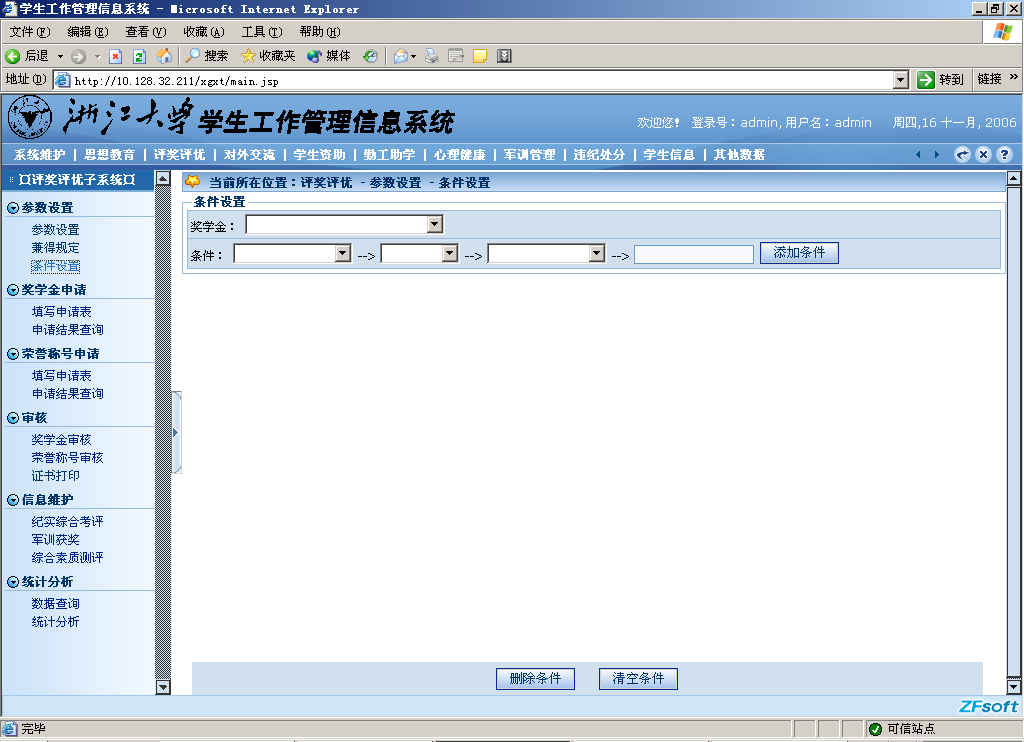 学生工作管理信息系统 - Microsoft Internet Explorer
文件(F) 编辑(E) 查看(V) 收藏(A) 工具(T) 帮助(H)
后退 搜索 收藏夹 媒体
地址(D) http://10.128.32.211/xgxt/main.jsp 转到 链接 »
浙江大学 学生工作管理信息系统 欢迎您! 登录号：admin, 用户名：admin 周四,16 十一月, 2006
系统维护 | 思想教育 | 评奖评优 | 对外交流 | 学生资助 | 勤工助学 | 心理健康 | 军训管理 | 违纪处分 | 学生信息 | 其他数据
评奖评优子系统
参数设置
参数设置
兼得规定
条件设置
奖学金申请
填写申请表
申请结果查询
荣誉称号申请
填写申请表
申请结果查询
审核
奖学金审核
荣誉称号审核
证书打印
信息维护
纪实综合考评
军训获奖
综合素质测评
统计分析
数据查询
统计分析
当前所在位置：评奖评优 - 参数设置 - 条件设置
条件设置
奖学金：
条件： --> --> --> 添加条件
删除条件 清空条件
ZFsoft
完毕 可信站点